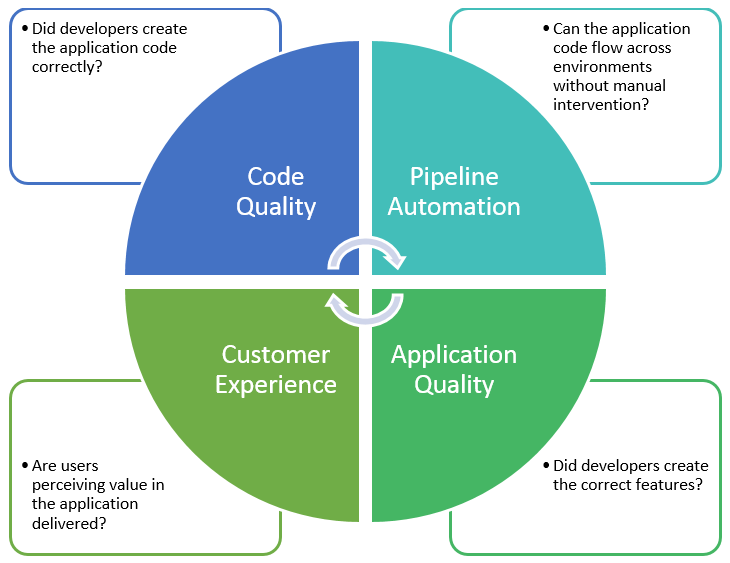 • Did developers create
the application code
correctly?
• Can the application
code flow across
environments
without manual
intervention?
Code
Quality
Pipeline
Automation
Customer
Experience
Application
Quality
• Are users
perceiving value in
the application
delivered?
• Did developers create
the correct features?